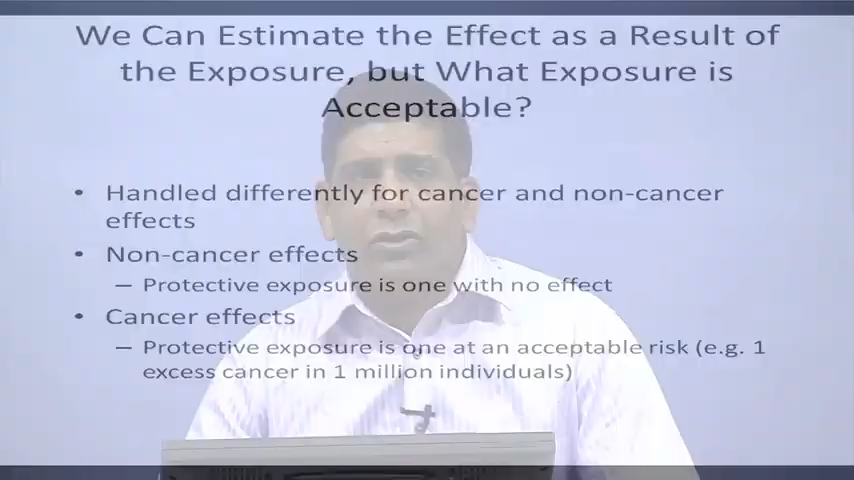 We Can Estimate the Effect as a Result of
the Exposure, but What Exposure is
Acceptable?
• Handled differently for cancer and non-cancer
effects
• Non-cancer effects
– Protective exposure is one with no effect
• Cancer effects
– Protective exposure is one at an acceptable risk (e.g. 1
excess cancer in 1 million individuals)